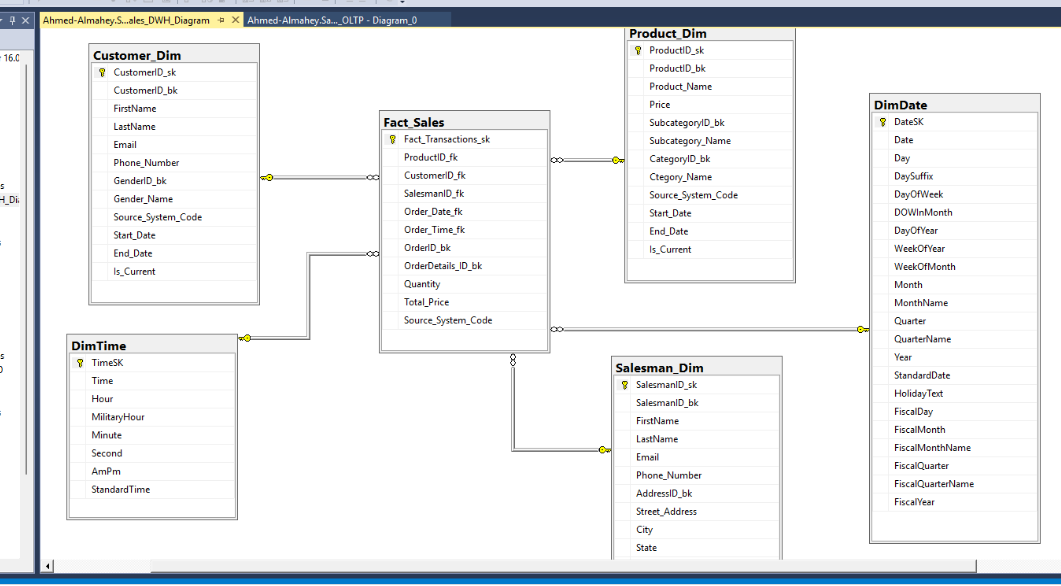 Ahmed-Almahey.S...ales_DWH_Diagram
Ahmed-Almahey.Sa..._OLTP - Diagram_0
16.0
Customer_Dim
CustomerID_sk
CustomerID_bk
FirstName
LastName
Email
Phone_Number
GenderID_bk
Gender_Name
Source_System_Code
Start_Date
End_Date
Is_Current
DimTime
TimeSK
Time
Hour
MilitaryHour
Minute
Second
AmPm
StandardTime
Fact_Sales
Fact_Transactions_sk
ProductID_fk
CustomerID_fk
SalesmanID_fk
Order_Date_fk
Order_Time_fk
OrderID_bk
OrderDetails_ID_bk
Quantity
Total_Price
Source_System_Code
Product_Dim
ProductID_sk
ProductID_bk
Product_Name
Price
SubcategoryID_bk
Subcategory_Name
CategoryID_bk
Ctegory_Name
Source_System_Code
Start_Date
End_Date
Is_Current
Salesman_Dim
SalesmanID_sk
SalesmanID_bk
FirstName
LastName
Email
Phone_Number
AddressID_bk
Street_Address
City
State
DimDate
DateSK
Date
Day
DaySuffix
DayOfWeek
DOWInMonth
DayOfYear
WeekOfYear
WeekOfMonth
Month
MonthName
Quarter
QuarterName
Year
StandardDate
HolidayText
FiscalDay
FiscalMonth
FiscalMonthName
FiscalQuarter
FiscalQuarterName
FiscalYear